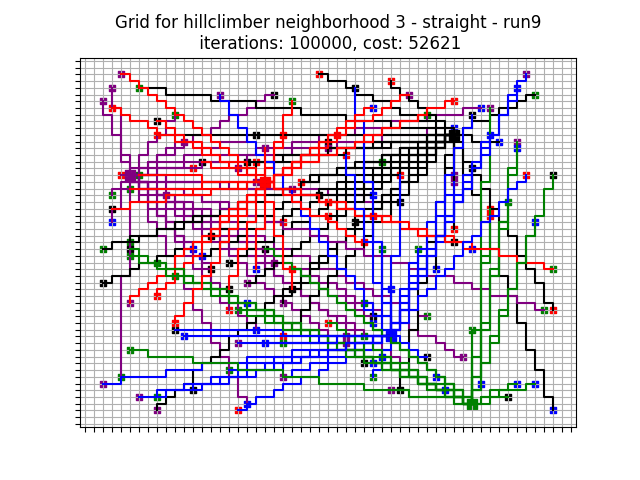 Grid for hillclimber neighborhood 3 - straight - run9
iterations: 100000, cost: 52621